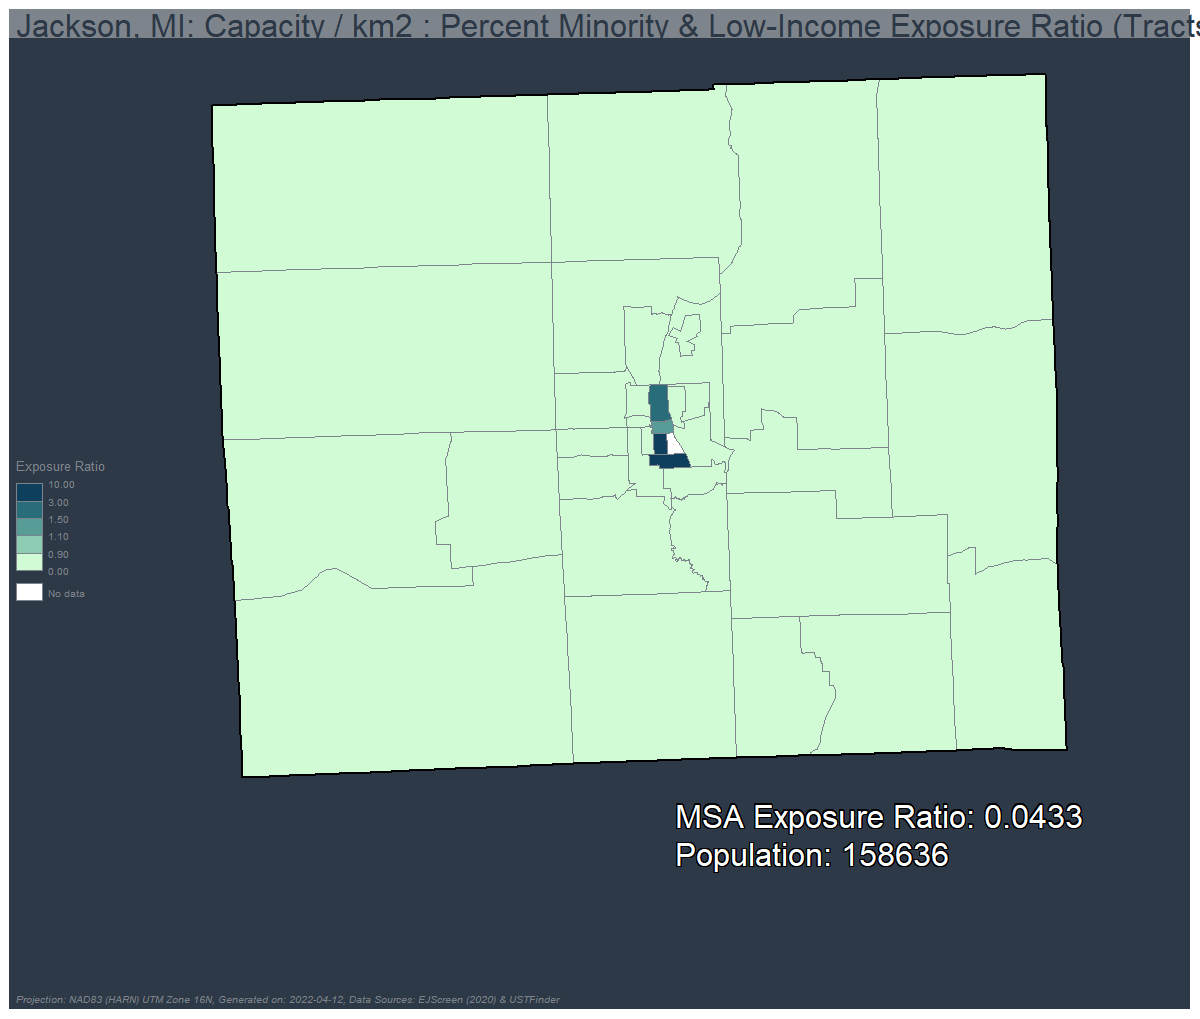 Jackson, MI: Capacity / km2 : Percent Minority & Low-Income Exposure Ratio (Tracts
Exposure Ratio
10.00
3.00
1.50
1.10
0.90
0.00
No data
MSA Exposure Ratio: 0.0433
Population: 158636
Projection: NAD83 (HARN) UTM Zone 16N, Generated on: 2022-04-12, Data Sources: EJScreen (2020) & USTFinder